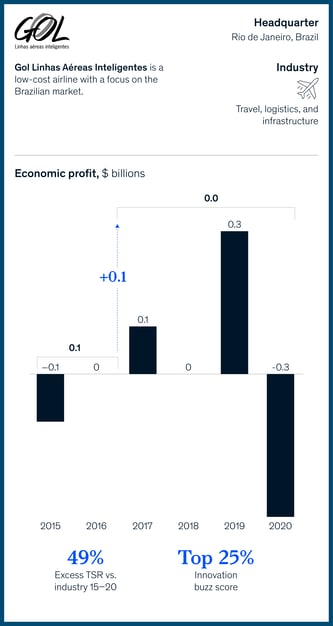 GOL
Linhas aéreas inteligentes
Headquarter
Rio de Janeiro, Brazil
Gol Linhas Aéreas Inteligentes is a
low-cost airline with a focus on the
Brazilian market.
Industry
Travel, logistics, and
infrastructure
Economic profit, $ billions
0.0
0.3
+0.1
0.1
0.1
–0.1
0
0
-0.3
2015
2016
2017
2018
2019
2020
49%
Excess TSR vs.
industry 15–20
Top 25%
Innovation
buzz score